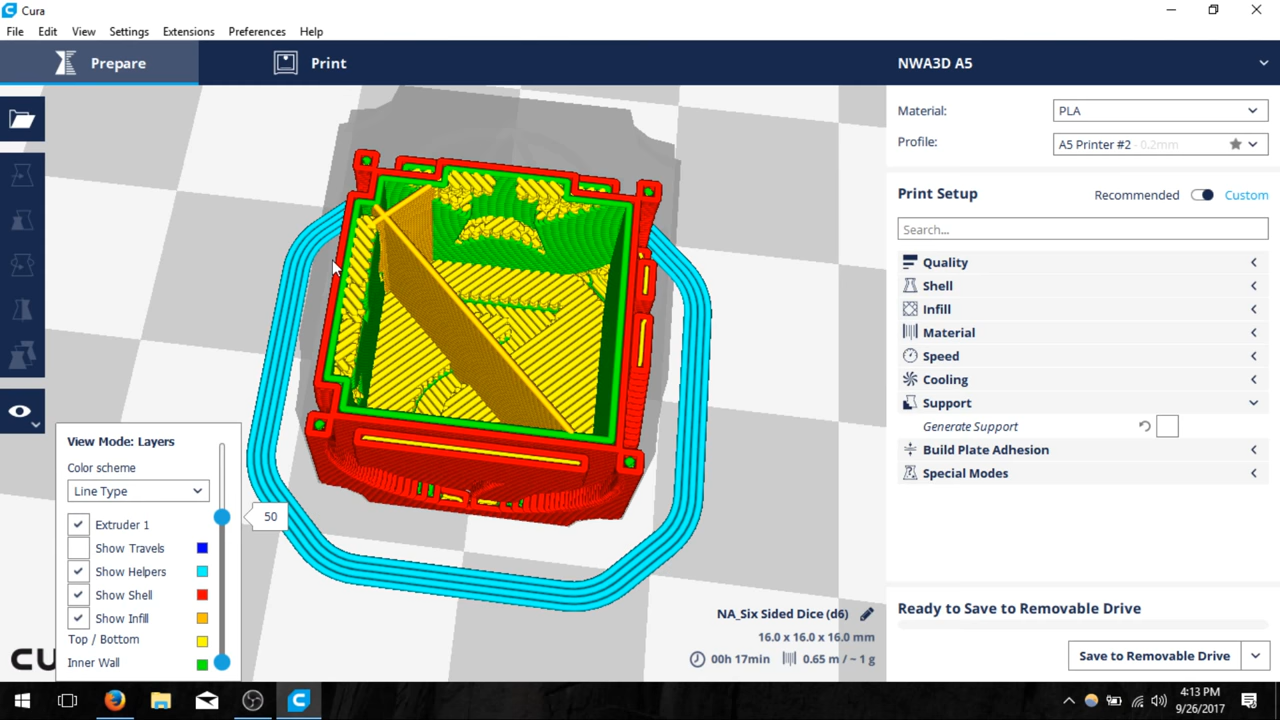 Cura
File Edit View Settings Extensions Preferences Help
Prepare Print NWA3D A5
Material: PLA
Profile: A5 Printer #2 - 0.2mm
Print Setup Recommended Custom
Search...
Quality
Shell
Infill
Material
Speed
Cooling
Support
Generate Support
Build Plate Adhesion
Special Modes
View Mode: Layers
Color scheme
Line Type
50
Extruder 1
Show Travels
Show Helpers
Show Shell
Show Infill
Top / Bottom
Inner Wall
NA_Six Sided Dice (d6)
16.0 x 16.0 x 16.0 mm
00h 17min 0.65 m / ~ 1 g
Ready to Save to Removable Drive
Save to Removable Drive
4:13 PM
9/26/2017